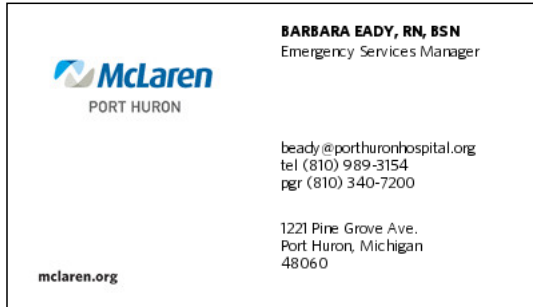 McLaren
PORT HURON
mclaren.org
BARBARA EADY, RN, BSN
Emergency Services Manager
beady@porthuronhospital.org
tel (810) 989-3154
pgr (810) 340-7200
1221 Pine Grove Ave.
Port Huron, Michigan
48060